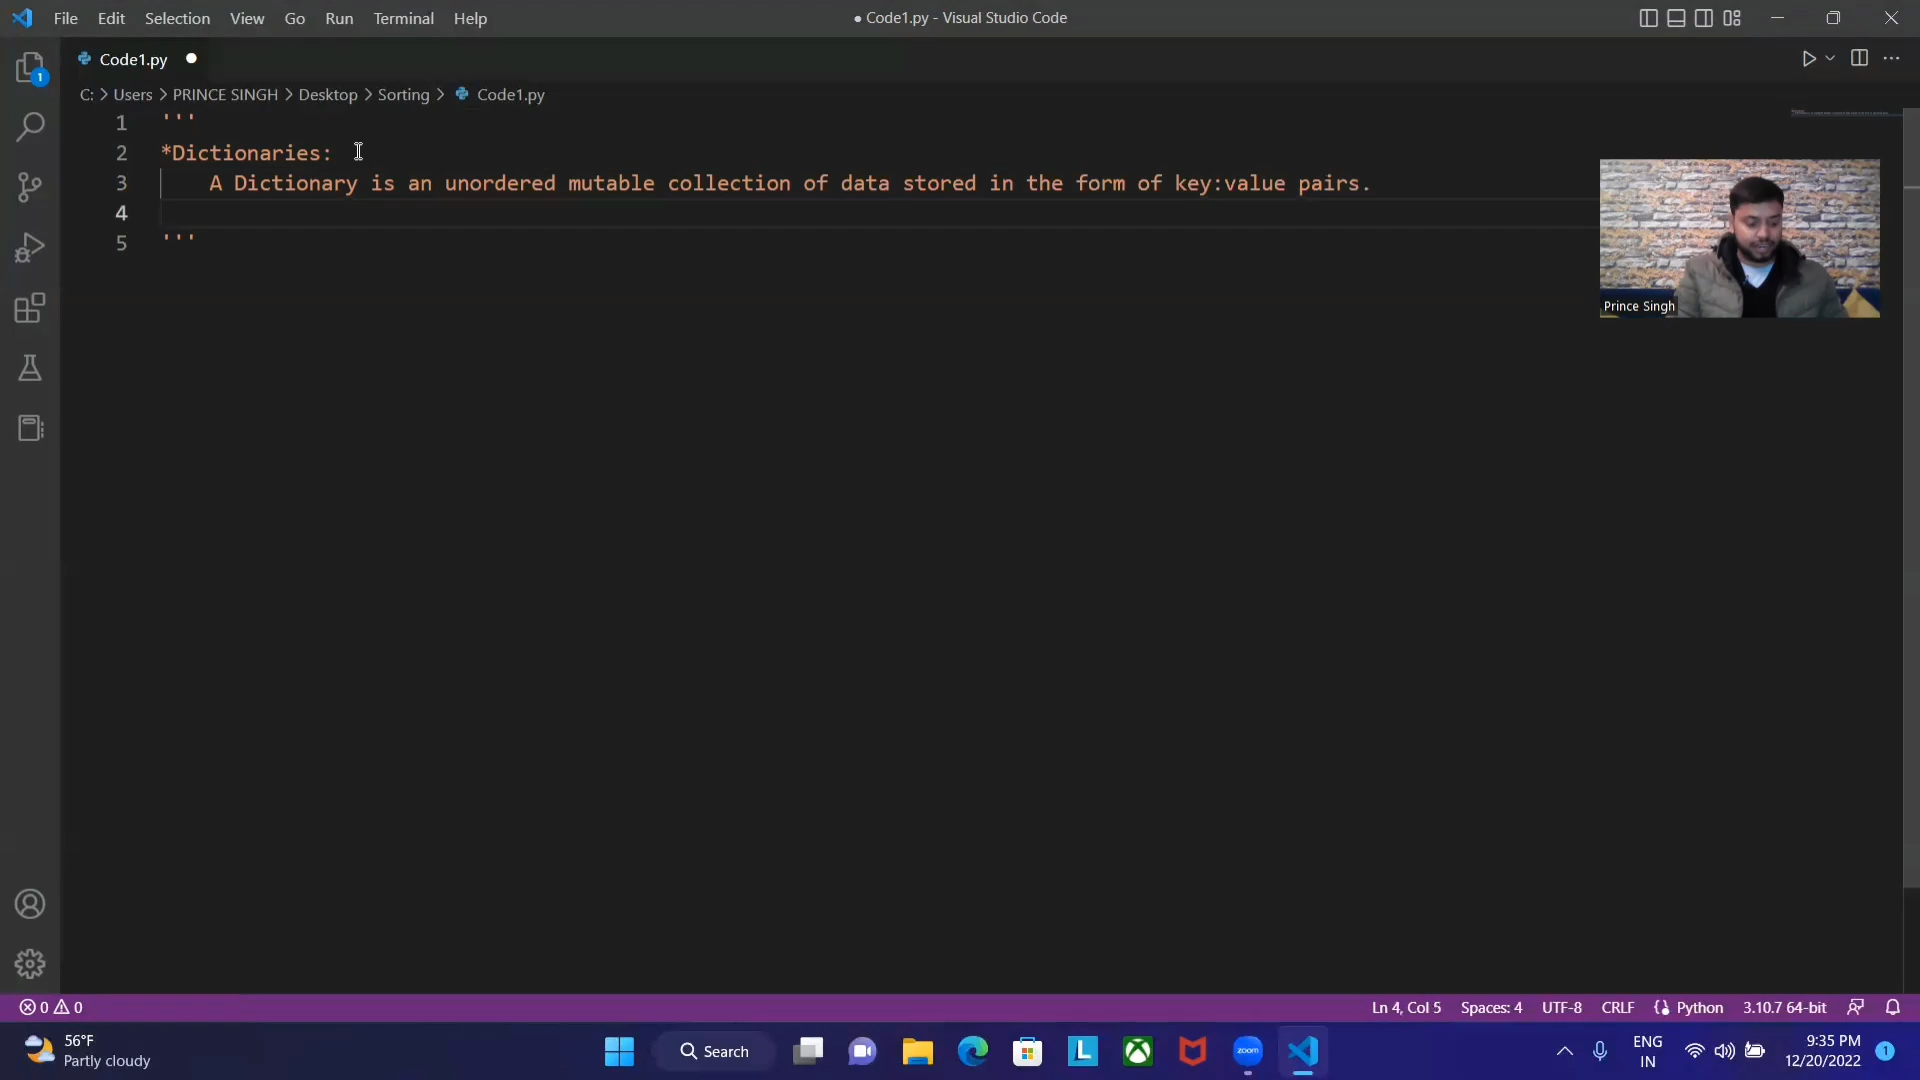 File Edit Selection View Go Run Terminal Help
● Code1.py - Visual Studio Code
Code1.py ●
1
C: > Users > PRINCE SINGH > Desktop > Sorting > Code1.py
1 '''
2 *Dictionaries:
3 A Dictionary is an unordered mutable collection of data stored in the form of key:value pairs.
4
5 '''
Prince Singh
0 0
Ln 4, Col 5 Spaces: 4 UTF-8 CRLF Python 3.10.7 64-bit
56°F
Partly cloudy
Search
L
zoom
ENG
IN
9:35 PM
12/20/2022
1